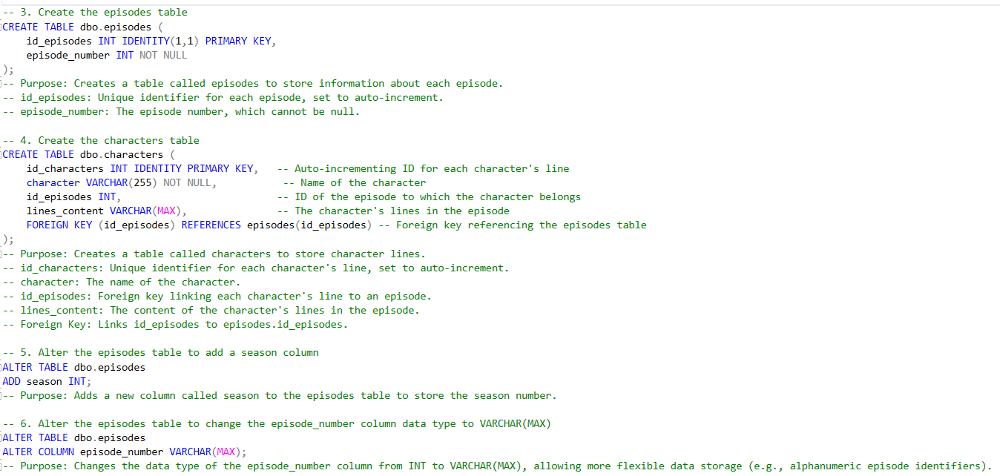 -- 3. Create the episodes table
CREATE TABLE dbo.episodes (
    id_episodes INT IDENTITY(1,1) PRIMARY KEY,
    episode_number INT NOT NULL
);
-- Purpose: Creates a table called episodes to store information about each episode.
-- id_episodes: Unique identifier for each episode, set to auto-increment.
-- episode_number: The episode number, which cannot be null.

-- 4. Create the characters table
CREATE TABLE dbo.characters (
    id_characters INT IDENTITY PRIMARY KEY,   -- Auto-incrementing ID for each character's line
    character VARCHAR(255) NOT NULL,           -- Name of the character
    id_episodes INT,                          -- ID of the episode to which the character belongs
    lines_content VARCHAR(MAX),               -- The character's lines in the episode
    FOREIGN KEY (id_episodes) REFERENCES episodes(id_episodes) -- Foreign key referencing the episodes table
);
-- Purpose: Creates a table called characters to store character lines.
-- id_characters: Unique identifier for each character's line, set to auto-increment.
-- character: The name of the character.
-- id_episodes: Foreign key linking each character's line to an episode.
-- lines_content: The content of the character's lines in the episode.
-- Foreign Key: Links id_episodes to episodes.id_episodes.

-- 5. Alter the episodes table to add a season column
ALTER TABLE dbo.episodes
ADD season INT;
-- Purpose: Adds a new column called season to the episodes table to store the season number.

-- 6. Alter the episodes table to change the episode_number column data type to VARCHAR(MAX)
ALTER TABLE dbo.episodes
ALTER COLUMN episode_number VARCHAR(MAX);
-- Purpose: Changes the data type of the episode_number column from INT to VARCHAR(MAX), allowing more flexible data storage (e.g., alphanumeric episode identifiers).